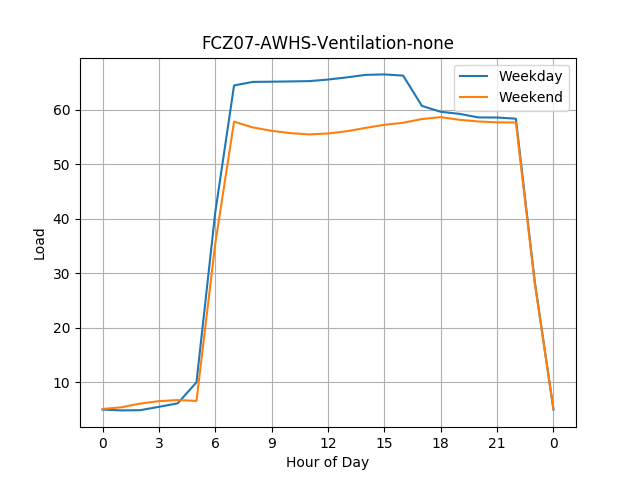 FCZ07-AWHS-Ventilation-none
Weekday
Weekend
60
50
40
30
20
10
Load
0 3 6 9 12 15 18 21 0
Hour of Day